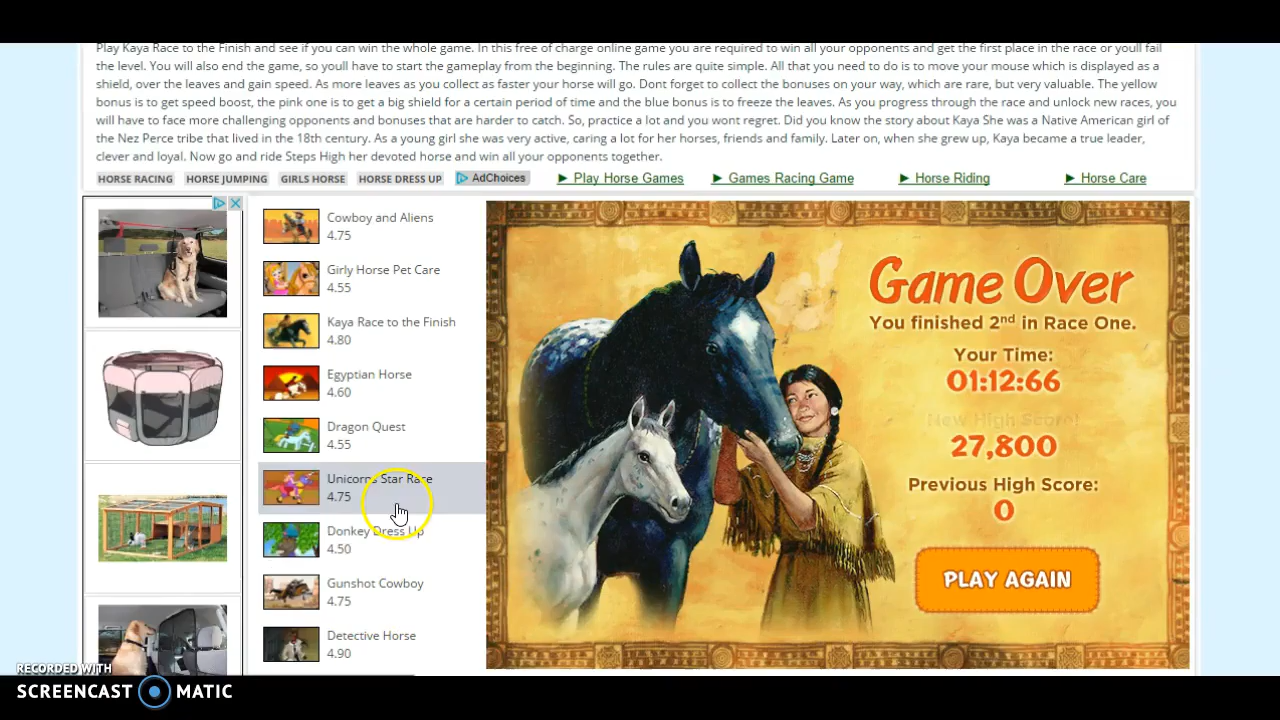 Play Kaya Race to the Finish and see if you can win the whole game. In this free of charge online game you are required to win all your opponents and get the first place in the race or youll fail
the level. You will also end the game, so youll have to start the gameplay from the beginning. The rules are quite simple. All that you need to do is to move your mouse which is displayed as a
shield, over the leaves and gain speed. As more leaves as you collect as faster your horse will go. Dont forget to collect the bonuses on your way, which are rare, but very valuable. The yellow
bonus is to get speed boost, the pink one is to get a big shield for a certain period of time and the blue bonus is to freeze the leaves. As you progress through the race and unlock new races, you
will have to face more challenging opponents and bonuses that are harder to catch. So, practice a lot and you wont regret. Did you know the story about Kaya She was a Native American girl of
the Nez Perce tribe that lived in the 18th century. As a young girl she was very active, caring a lot for her horses, friends and family. Later on, when she grew up, Kaya became a true leader,
clever and loyal. Now go and ride Steps High her devoted horse and win all your opponents together.
HORSE RACING HORSE JUMPING GIRLS HORSE HORSE DRESS UP AdChoices ► Play Horse Games ► Games Racing Game ► Horse Riding ► Horse Care
Cowboy and Aliens
4.75
Girly Horse Pet Care
4.55
Kaya Race to the Finish
4.80
Egyptian Horse
4.60
Dragon Quest
4.55
Unicorns Star Race
4.75
Donkey Dress Up
4.50
Gunshot Cowboy
4.75
Detective Horse
4.90
Game Over
You finished 2nd in Race One.
Your Time:
01:12:66
New High Score!
27,800
Previous High Score:
0
PLAY AGAIN
RECORDED WITH
SCREENCAST MATIC